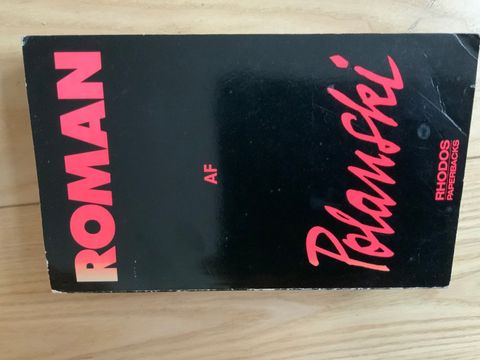 ROMAN
AF
Polanski
RHODOS
PAPERBACKS